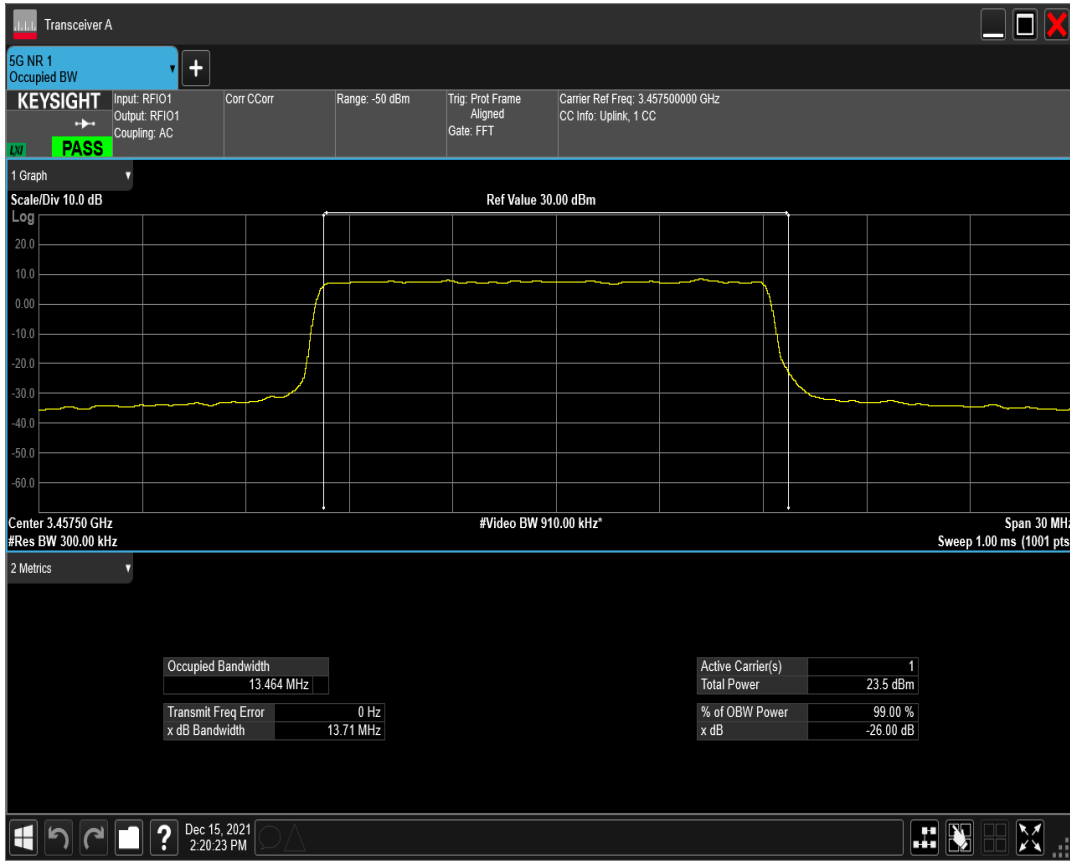 Transceiver A
5G NR 1
Occupied BW
+
KEYSIGHT
Input: RFIO1
Output: RFIO1
Coupling: AC
Corr CCorr
Range: -50 dBm
Trig: Prot Frame
Aligned
Gate: FFT
Carrier Ref Freq: 3.457500000 GHz
CC Info: Uplink, 1 CC
LXI
PASS
1 Graph
Scale/Div 10.0 dB
Ref Value 30.00 dBm
Log
20.0
10.0
0.00
-10.0
-20.0
-30.0
-40.0
-50.0
-60.0
Center 3.45750 GHz
#Video BW 910.00 kHz*
Span 30 MHz
#Res BW 300.00 kHz
Sweep 1.00 ms (1001 pts
2 Metrics
Occupied Bandwidth
13.464 MHz
Transmit Freq Error 0 Hz
x dB Bandwidth 13.71 MHz
Active Carrier(s) 1
Total Power 23.5 dBm
% of OBW Power 99.00 %
x dB -26.00 dB
?
Dec 15, 2021
2:20:23 PM